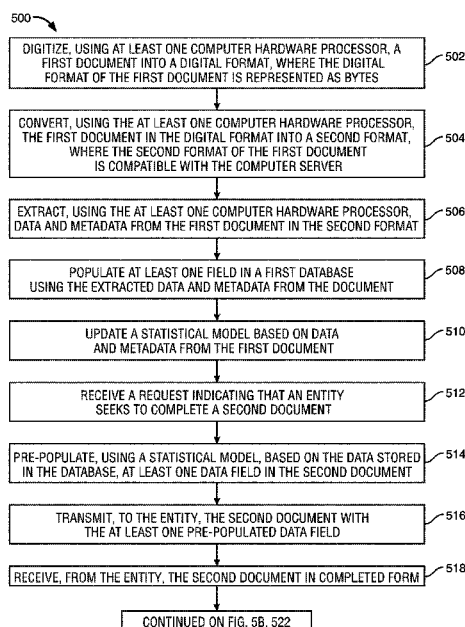 500
DIGITIZE, USING AT LEAST ONE COMPUTER HARDWARE PROCESSOR, A
FIRST DOCUMENT INTO A DIGITAL FORMAT, WHERE THE DIGITAL
FORMAT OF THE FIRST DOCUMENT IS REPRESENTED AS BYTES
502
CONVERT, USING THE AT LEAST ONE COMPUTER HARDWARE PROCESSOR,
THE FIRST DOCUMENT IN THE DIGITAL FORMAT INTO A SECOND FORMAT,
WHERE THE SECOND FORMAT OF THE FIRST DOCUMENT
IS COMPATIBLE WITH THE COMPUTER SERVER
504
EXTRACT, USING THE AT LEAST ONE COMPUTER HARDWARE PROCESSOR,
DATA AND METADATA FROM THE FIRST DOCUMENT IN THE SECOND FORMAT
506
POPULATE AT LEAST ONE FIELD IN A FIRST DATABASE
USING THE EXTRACTED DATA AND METADATA FROM THE DOCUMENT
508
UPDATE A STATISTICAL MODEL BASED ON DATA
AND METADATA FROM THE FIRST DOCUMENT
510
RECEIVE A REQUEST INDICATING THAT AN ENTITY
SEEKS TO COMPLETE A SECOND DOCUMENT
512
PRE-POPULATE, USING A STATISTICAL MODEL, BASED ON THE DATA STORED
IN THE DATABASE, AT LEAST ONE DATA FIELD IN THE SECOND DOCUMENT
514
TRANSMIT, TO THE ENTITY, THE SECOND DOCUMENT WITH
THE AT LEAST ONE PRE-POPULATED DATA FIELD
516
RECEIVE, FROM THE ENTITY, THE SECOND DOCUMENT IN COMPLETED FORM
518
CONTINUED ON FIG. 5B, 522